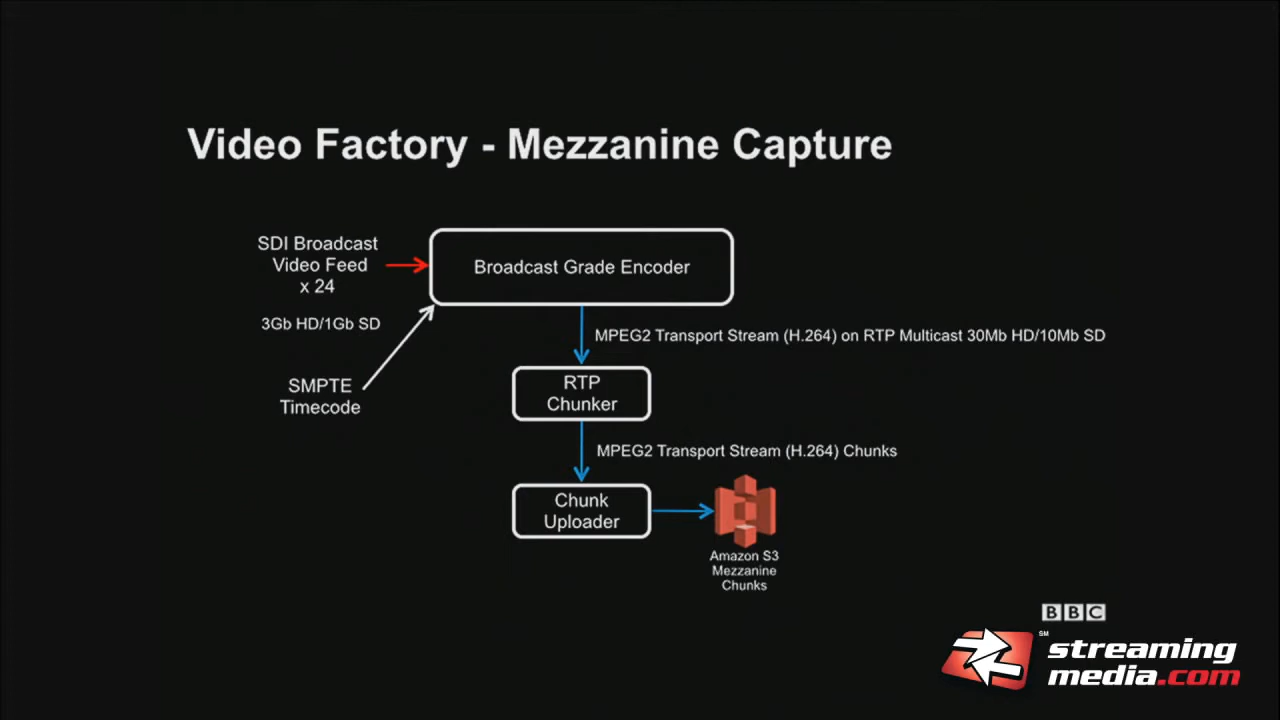 Video Factory - Mezzanine Capture
SDI Broadcast
Video Feed
x 24
3Gb HD/1Gb SD
SMPTE
Timecode
Broadcast Grade Encoder
MPEG2 Transport Stream (H.264) on RTP Multicast 30Mb HD/10Mb SD
RTP
Chunker
MPEG2 Transport Stream (H.264) Chunks
Chunk
Uploader
Amazon S3
Mezzanine
Chunks
BBC
SM
streaming
media.com